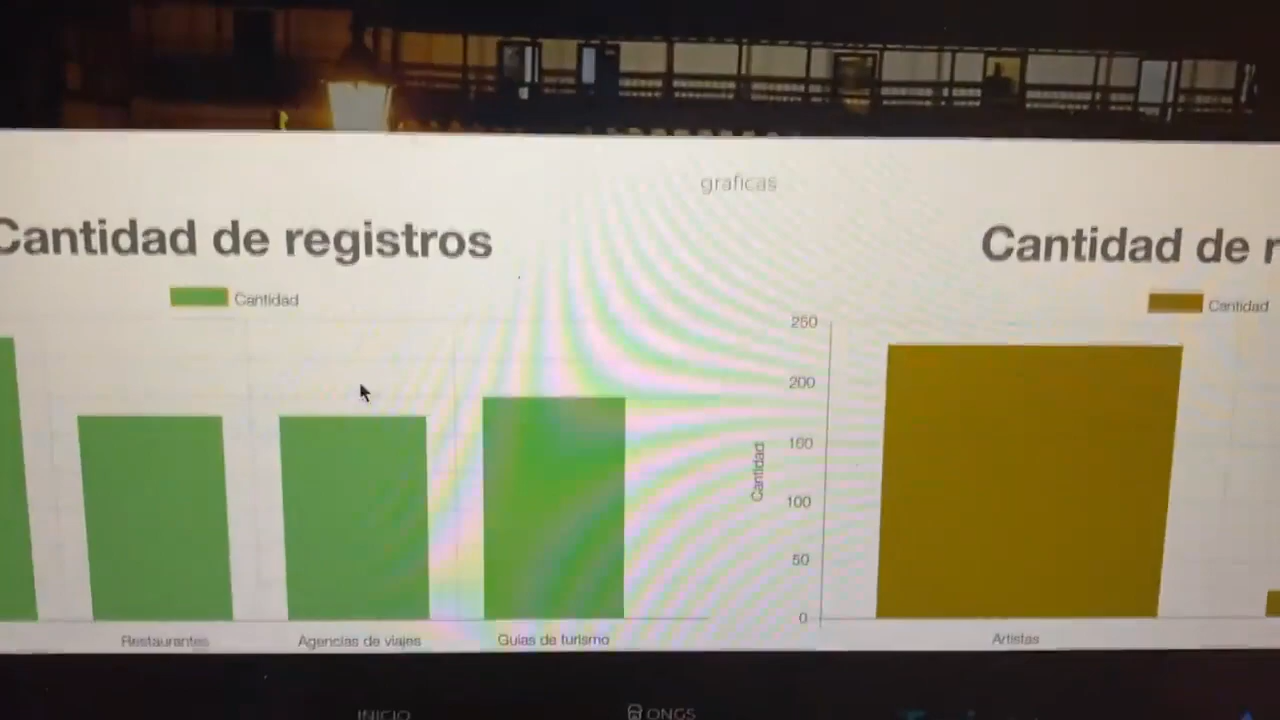 graficas
Cantidad de registros
Cantidad
Restaurantes
Agencias de viajes
Guias de turismo
Cantidad de r
Cantidad
250
200
150
100
50
0
Cantidad
Artistas
INICIO
ONGS